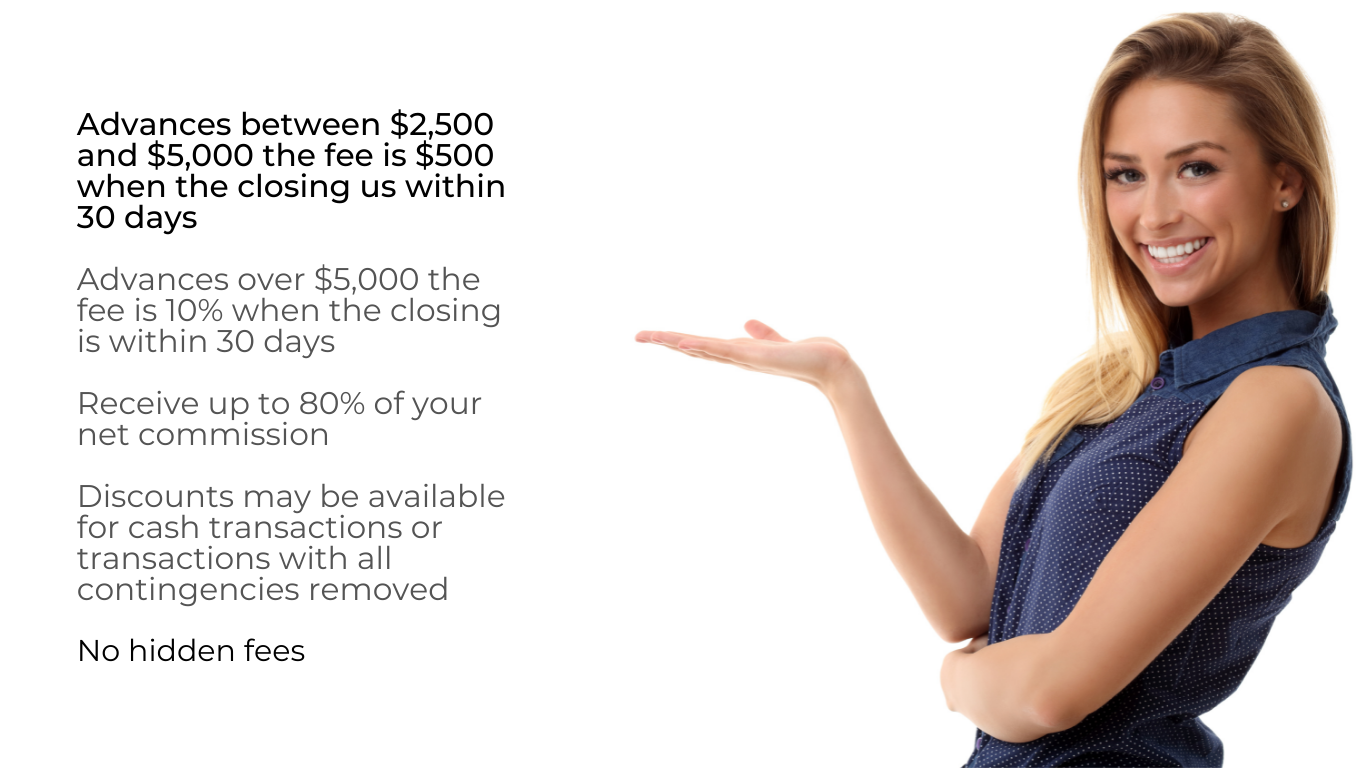 Advances between $2,500
and $5,000 the fee is $500
when the closing us within
30 days
Advances over $5,000 the
fee is 10% when the closing
is within 30 days
Receive up to 80% of your
net commission
Discounts may be available
for cash transactions or
transactions with all
contingencies removed
No hidden fees